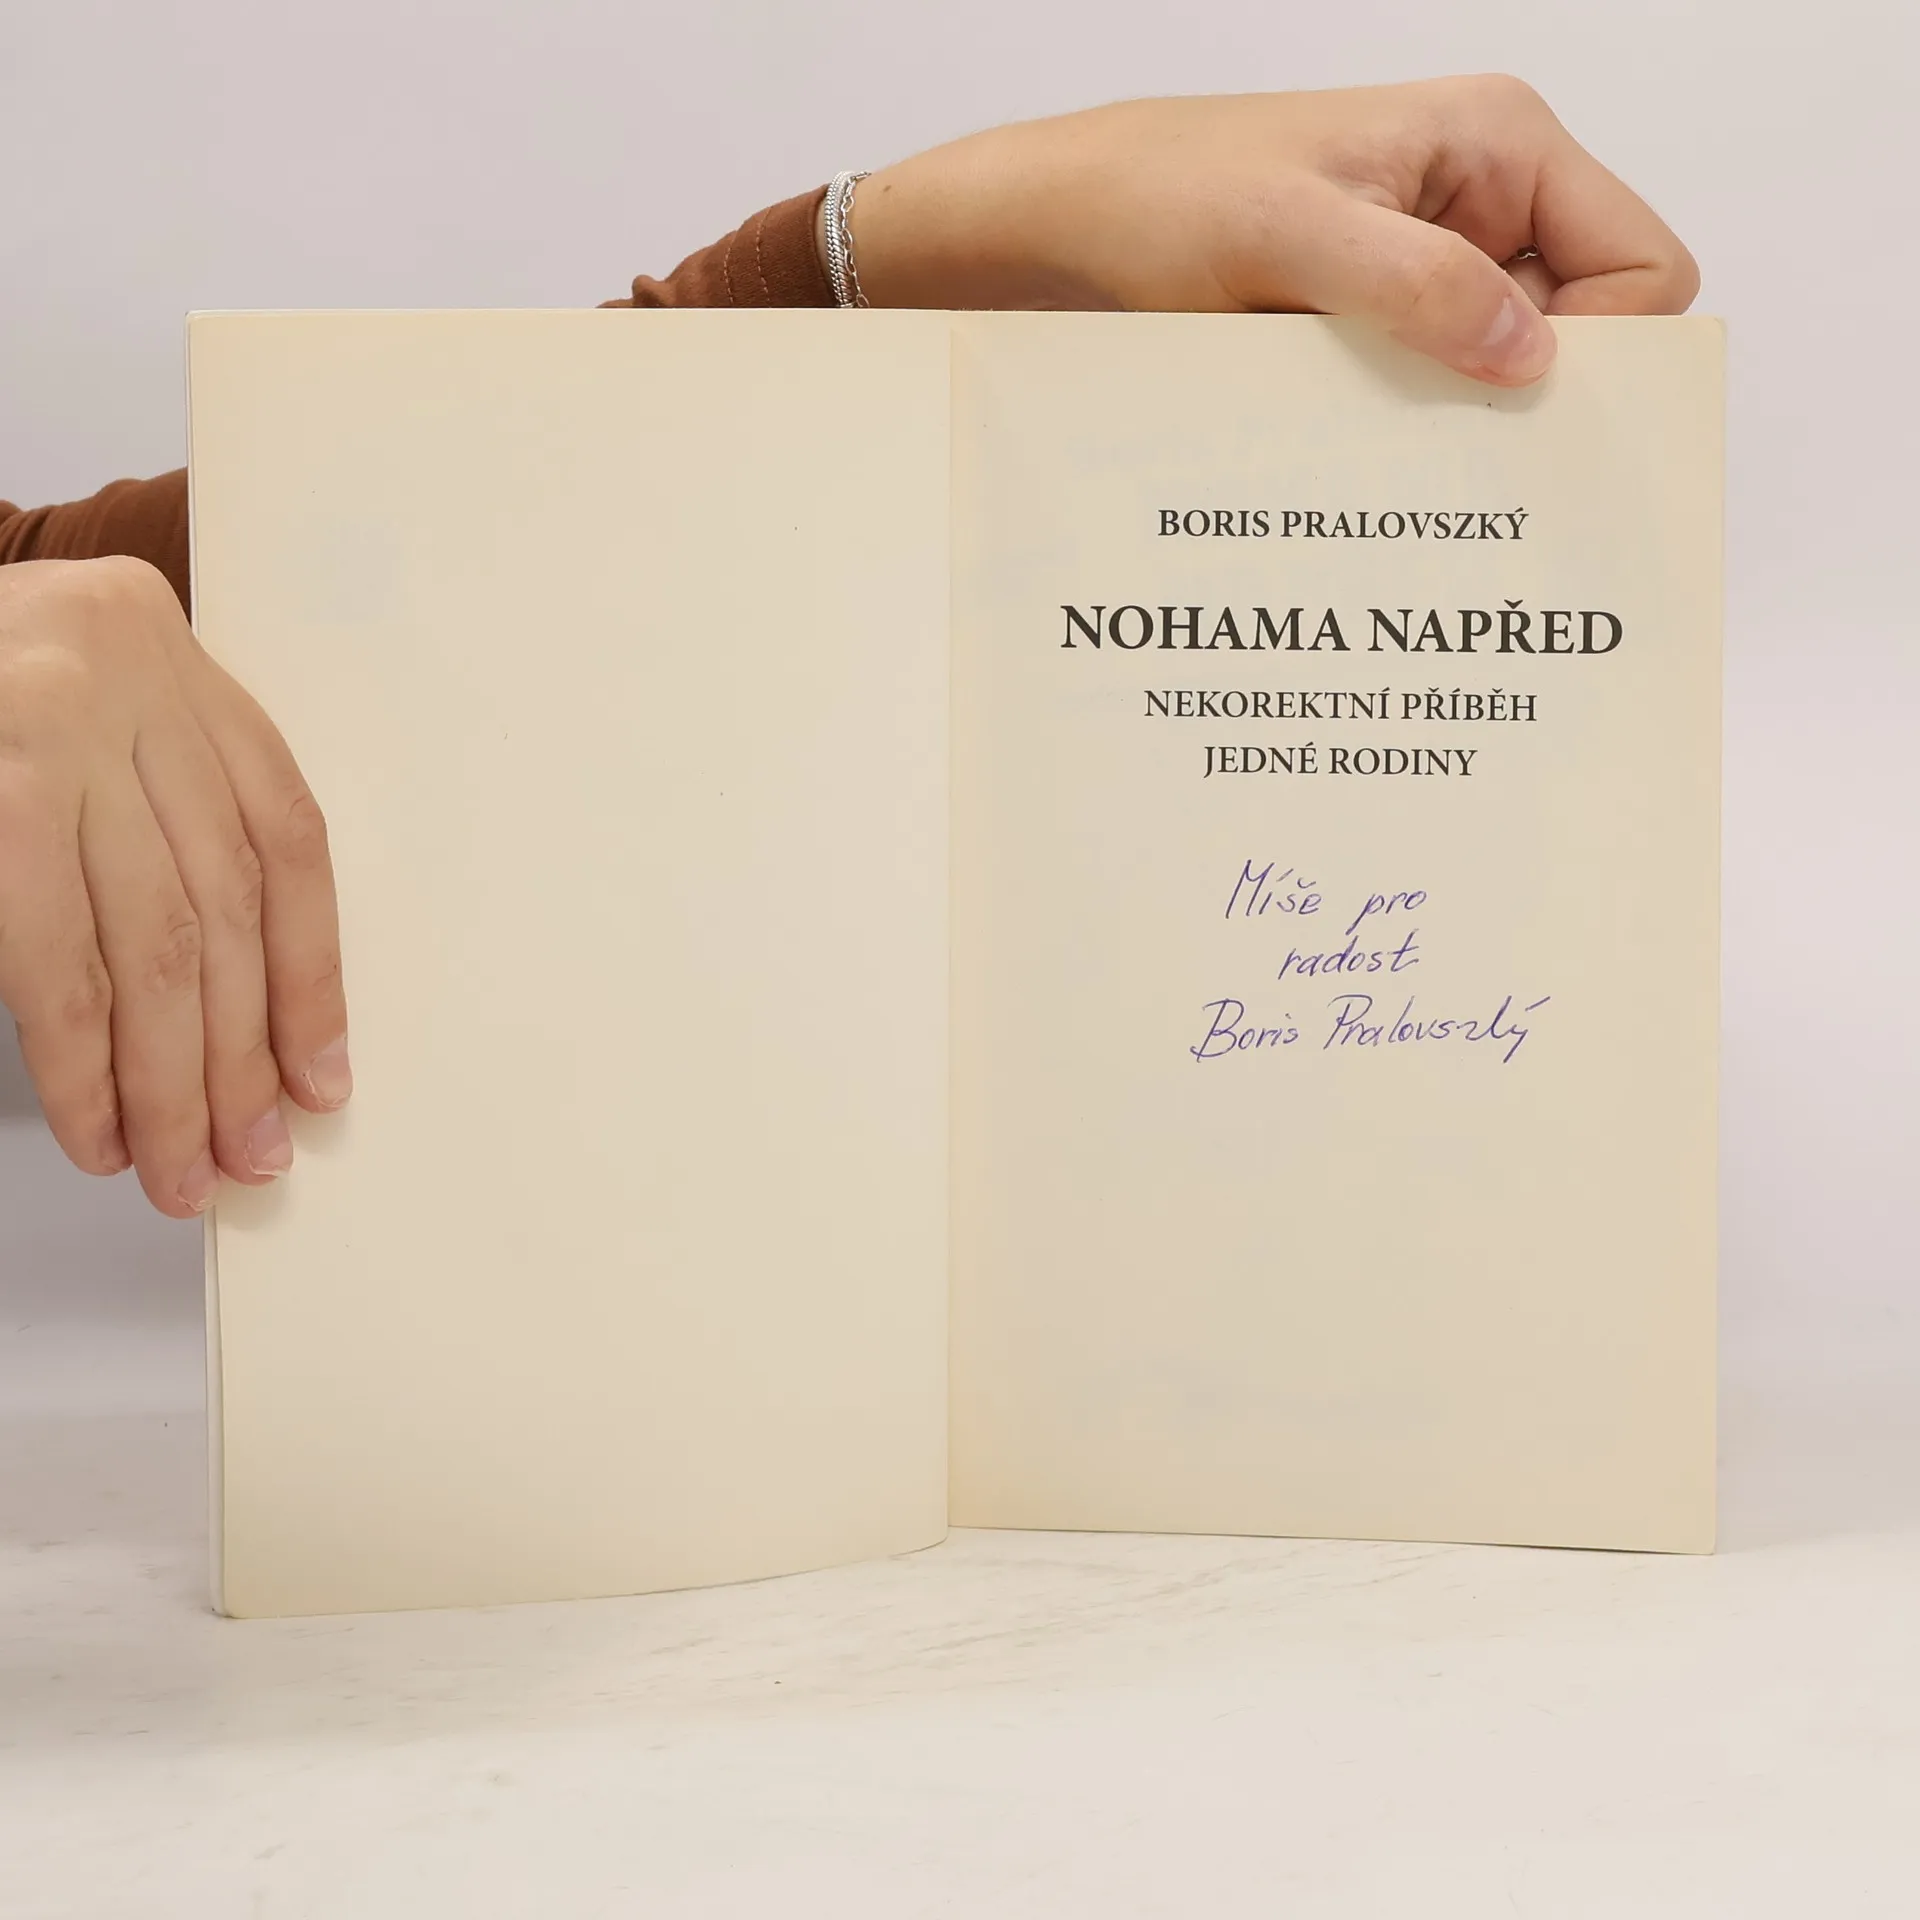 BORIS PRALOVSZKÝ
NOHAMA NAPŘED
NEKOREKTNÍ PŘÍBĚH
JEDNÉ RODINY
Míše pro
radost
Boris Pralovszký